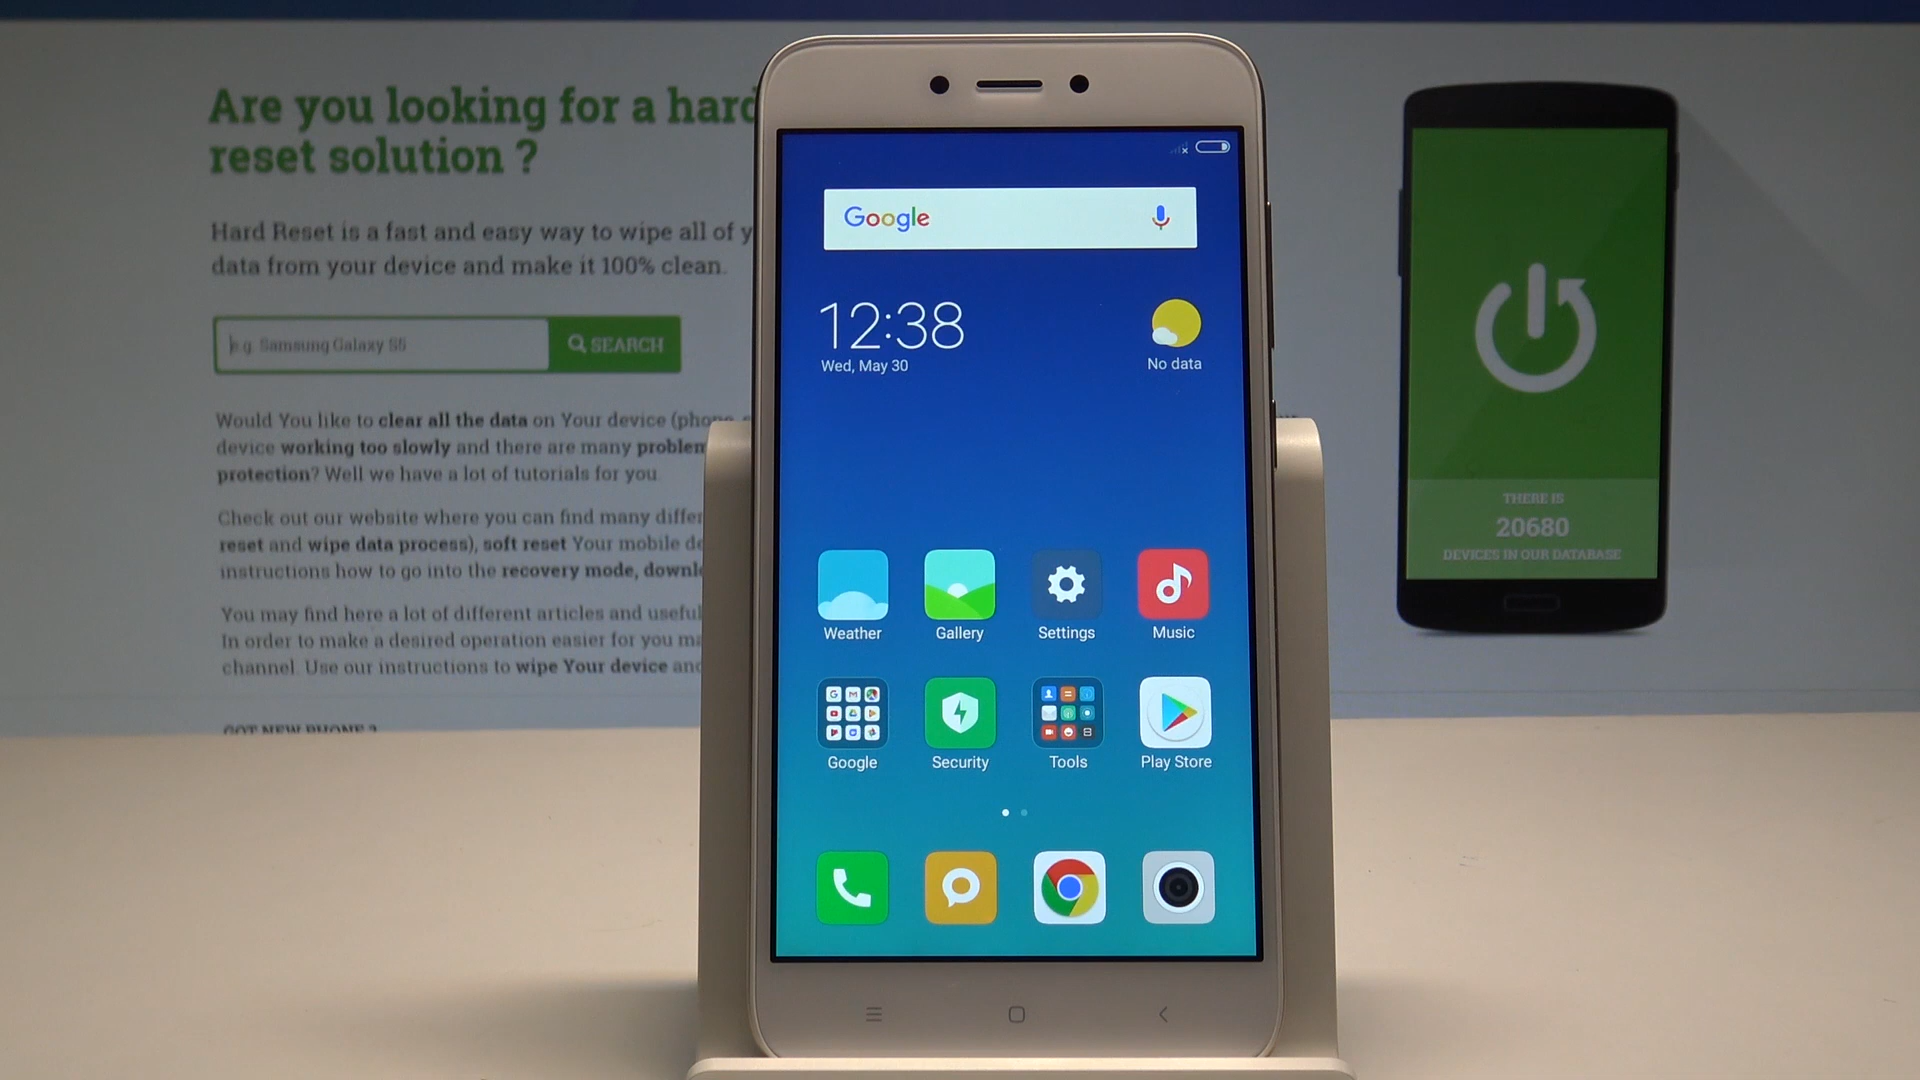 Are you looking for a hard
reset solution ?
Hard Reset is a fast and easy way to wipe all of y
data from your device and make it 100% clean.
e.g. Samsung Galaxy S5
SEARCH
Would You like to clear all the data on Your device (phone,
device working too slowly and there are many problem
protection? Well we have a lot of tutorials for you.
Check out our website where you can find many differ
reset and wipe data process), soft reset Your mobile de
instructions how to go into the recovery mode, downl
You may find here a lot of different articles and useful
In order to make a desired operation easier for you ma
channel. Use our instructions to wipe Your device and
GOT NEW PHONE ?
Google
12:38
Wed, May 30
No data
Weather
Gallery
Settings
Music
Google
Security
Tools
Play Store
THERE IS
20680
DEVICES IN OUR DATABASE